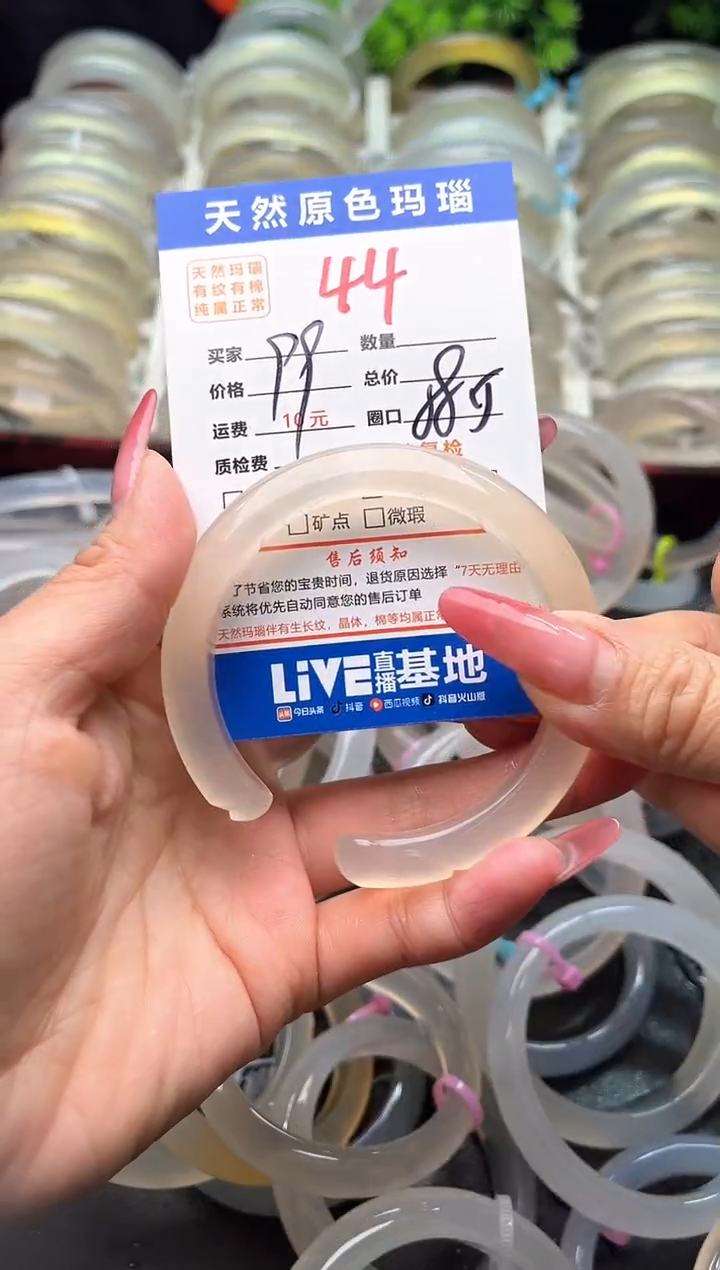 天然原色玛瑙
天然玛瑙
有纹有棉
纯属正常
44
买家
数量
价格
总价
运费 10元
圈口
质检费
复检
矿点 微瑕
售后须知
了节省您的宝贵时间，退货原因选择 "7天无理由
系统将优先自动同意您的售后订单
天然玛瑙伴有生长纹，晶体，棉等均属正常
LiVE直播基地
头条 今日头条 抖音 西瓜视频 抖音火山版